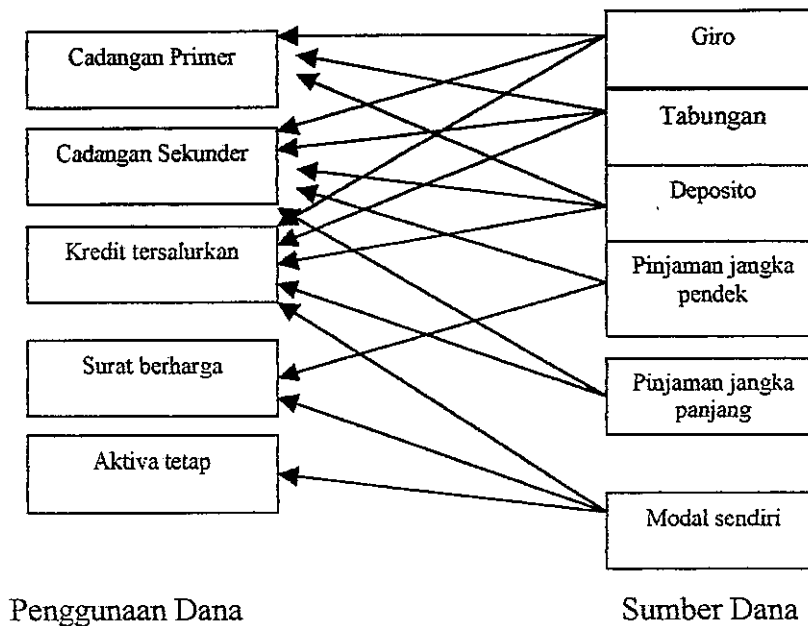 Cadangan Primer
Cadangan Sekunder
Kredit tersalurkan
Surat berharga
Aktiva tetap
Penggunaan Dana
Giro
Tabungan
Deposito
Pinjaman jangka
pendek
Pinjaman jangka
panjang
Modal sendiri
Sumber Dana